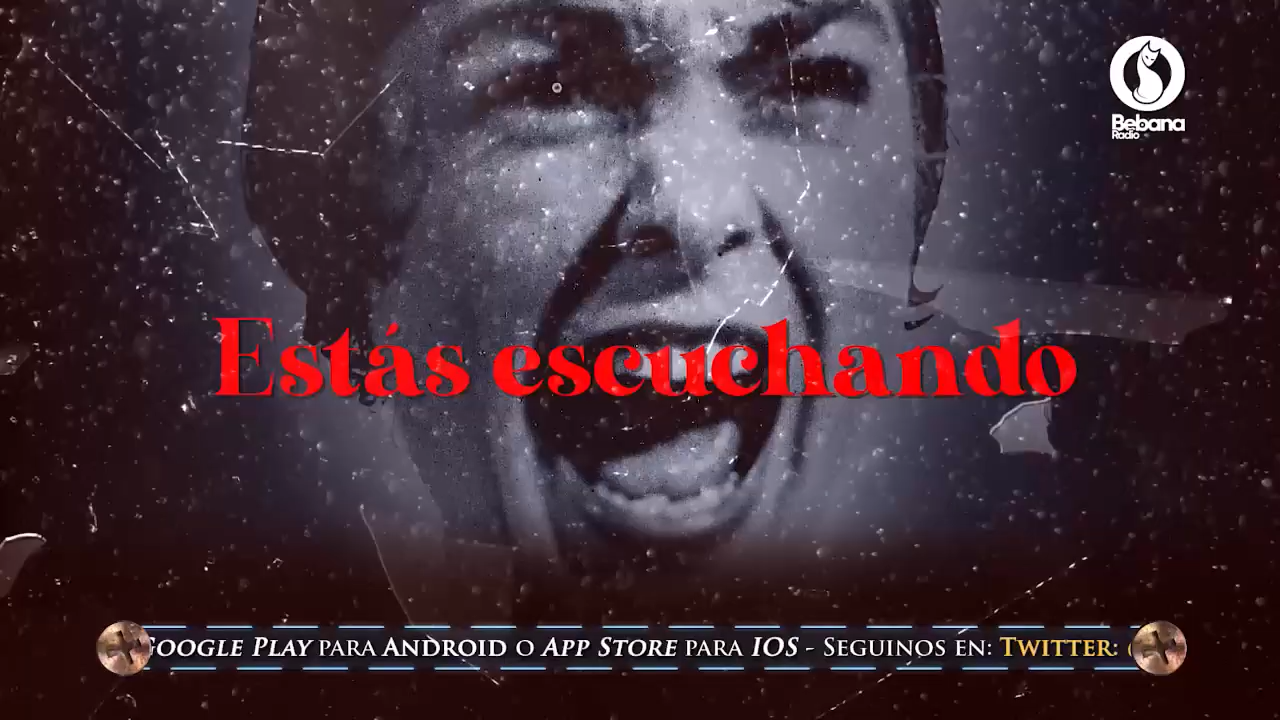 Bebana
Radio
Estás escuchando
GOOGLE PLAY PARA ANDROID O APP STORE PARA IOS - SEGUINOS EN: TWITTER: